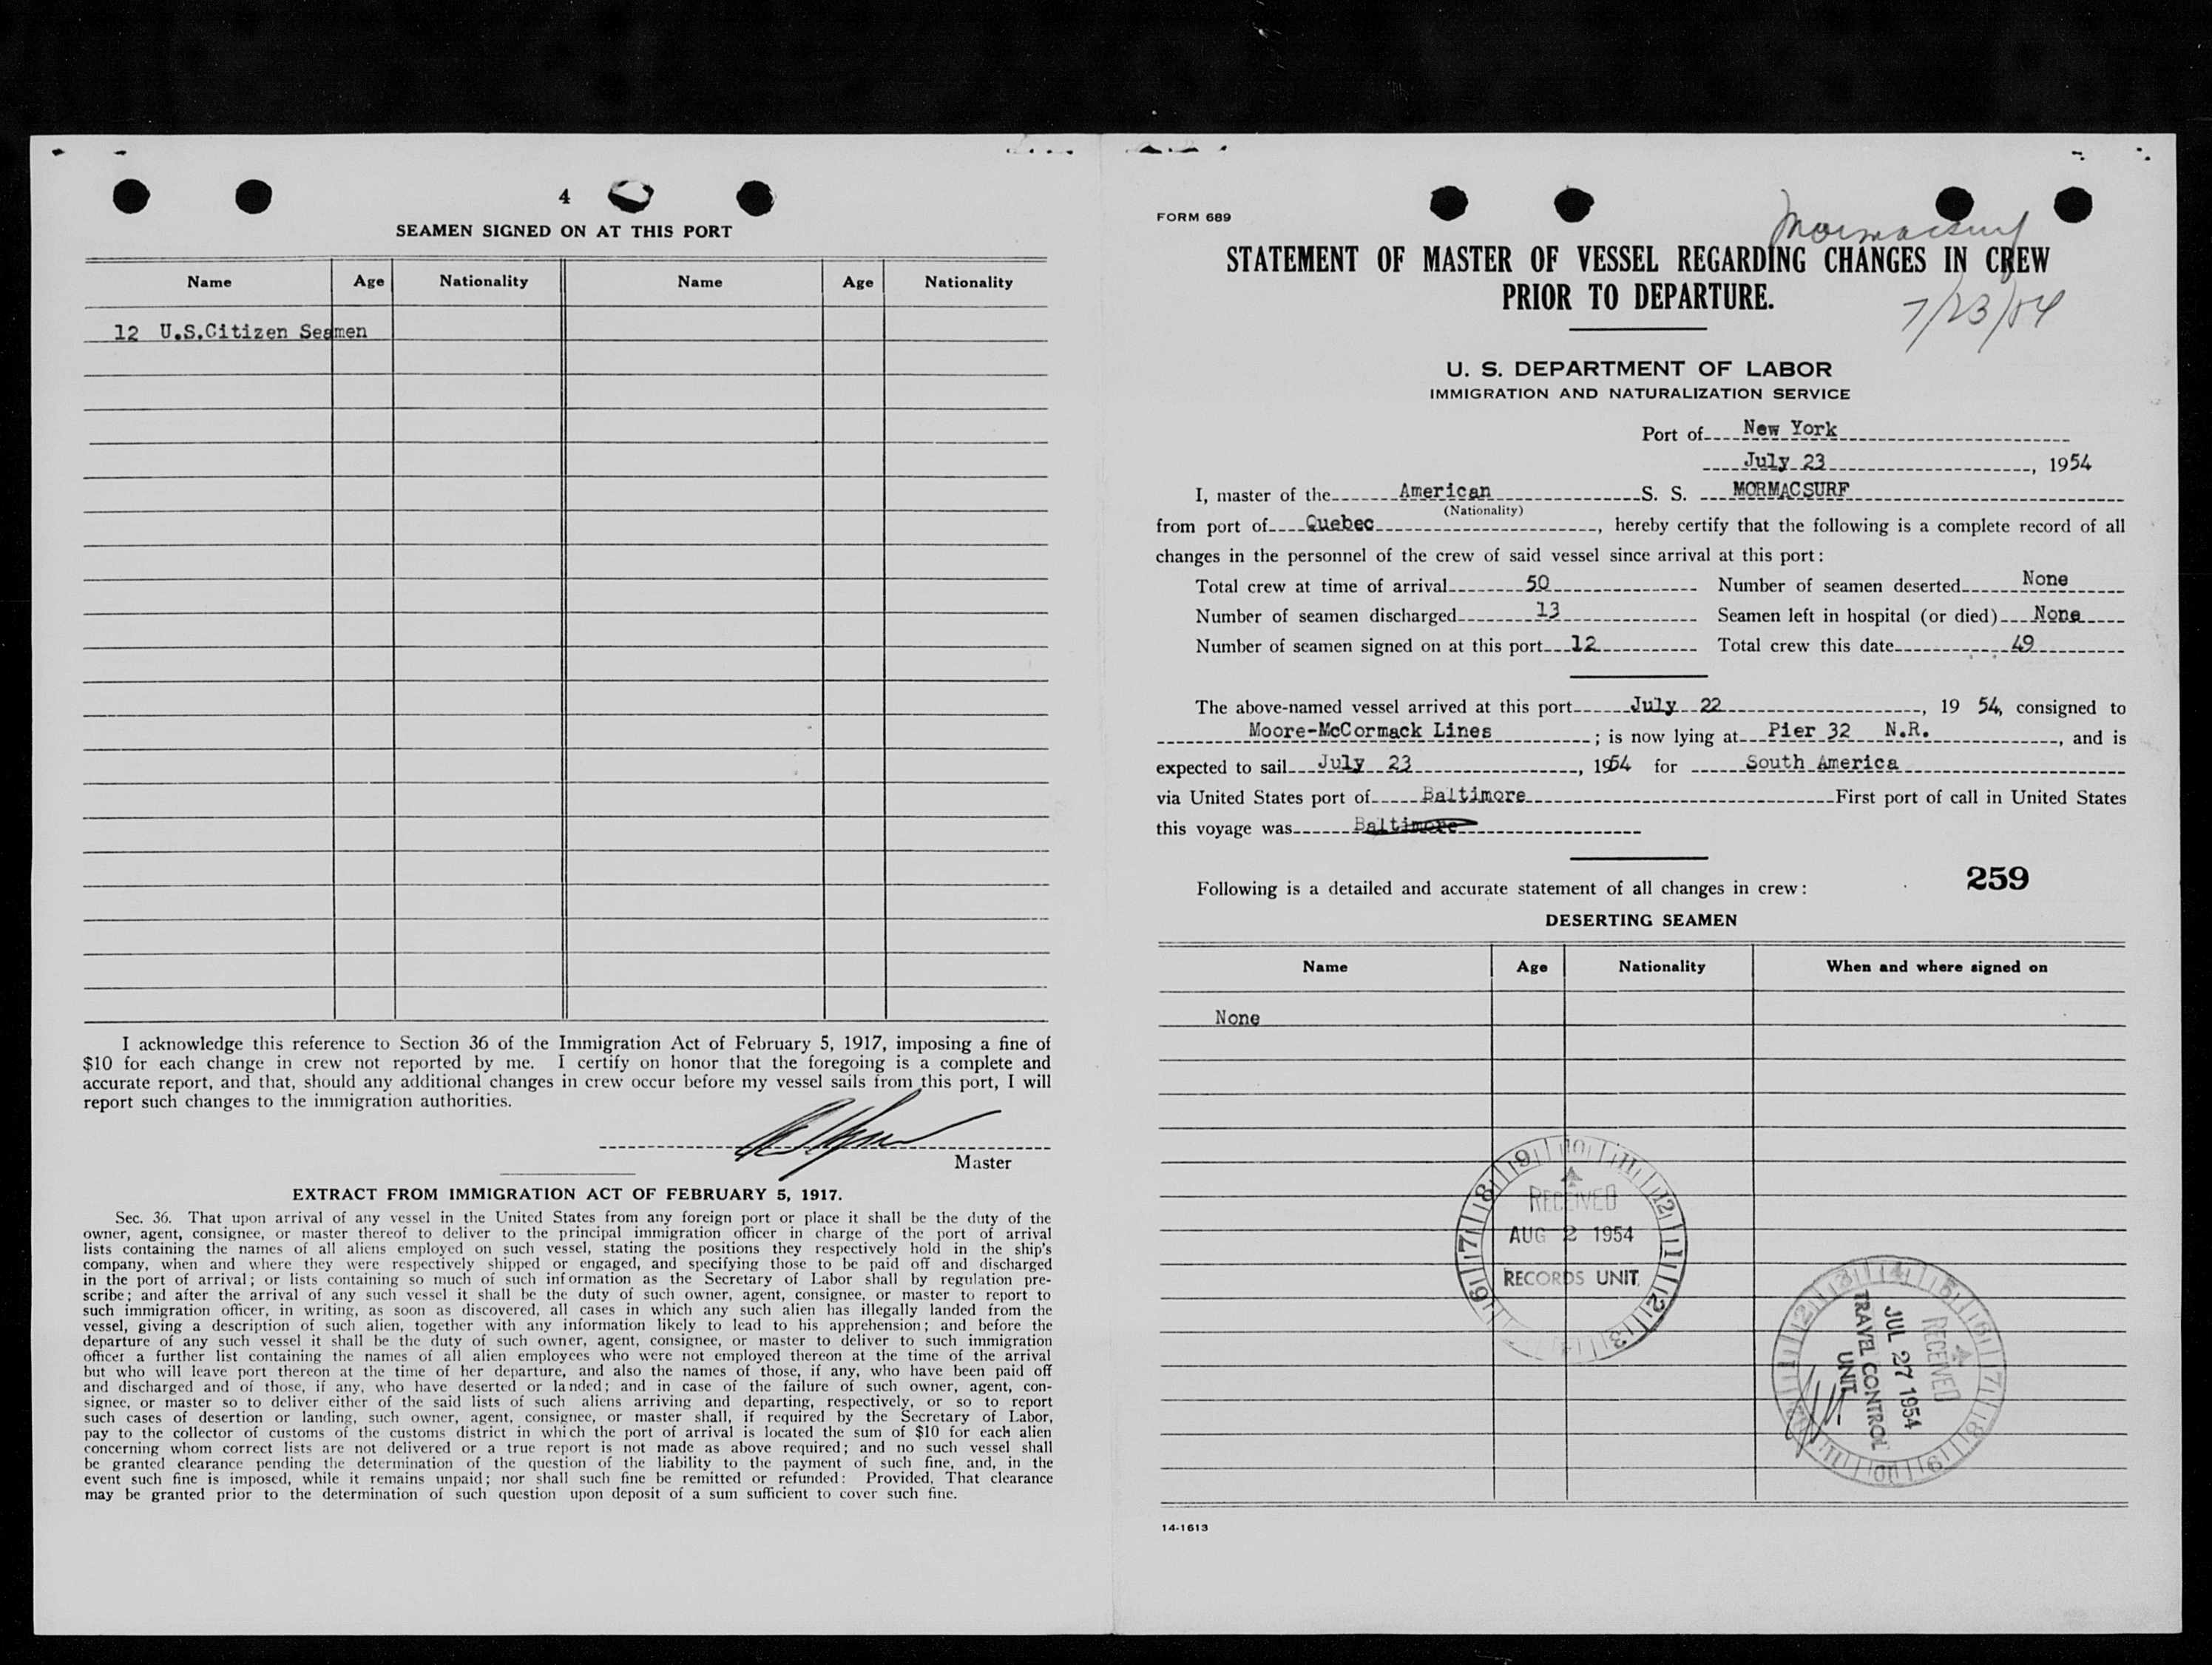 4
SEAMEN SIGNED ON AT THIS PORT
Name Age Nationality Name Age Nationality
12 U.S.Citizen Seamen
I acknowledge this reference to Section 36 of the Immigration Act of February 5, 1917, imposing a fine of
$10 for each change in crew not reported by me. I certify on honor that the foregoing is a complete and
accurate report, and that, should any additional changes in crew occur before my vessel sails from this port, I will
report such changes to the immigration authorities.
Master
EXTRACT FROM IMMIGRATION ACT OF FEBRUARY 5, 1917.
Sec. 36. That upon arrival of any vessel in the United States from any foreign port or place it shall be the duty of the
owner, agent, consignee, or master thereof to deliver to the principal immigration officer in charge of the port of arrival
lists containing the names of all aliens employed on such vessel, stating the positions they respectively hold in the ship's
company, when and where they were respectively shipped or engaged, and specifying those to be paid off and discharged
in the port of arrival; or lists containing so much of such information as the Secretary of Labor shall by regulation pre-
scribe; and after the arrival of any such vessel it shall be the duty of such owner, agent, consignee, or master to report to
such immigration officer, in writing, as soon as discovered, all cases in which any such alien has illegally landed from the
vessel, giving a description of such alien, together with any information likely to lead to his apprehension; and before the
departure of any such vessel it shall be the duty of such owner, agent, consignee, or master to deliver to such immigration
officer a further list containing the names of all alien employees who were not employed thereon at the time of the arrival
but who will leave port thereon at the time of her departure, and also the names of those, if any, who have been paid off
and discharged and of those, if any, who have deserted or landed; and in case of the failure of such owner, agent, con-
signee, or master so to deliver either of the said lists of such aliens arriving and departing, respectively, or so to report
such cases of desertion or landing, such owner, agent, consignee, or master shall, if required by the Secretary of Labor,
pay to the collector of customs of the customs district in which the port of arrival is located the sum of $10 for each alien
concerning whom correct lists are not delivered or a true report is not made as above required; and no such vessel shall
be granted clearance pending the determination of the question of the liability to the payment of such fine, and, in the
event such fine is imposed, while it remains unpaid; nor shall such fine be remitted or refunded: Provided, That clearance
may be granted prior to the determination of such question upon deposit of a sum sufficient to cover such fine.
FORM 689
Mormacsurf
STATEMENT OF MASTER OF VESSEL REGARDING CHANGES IN CREW
PRIOR TO DEPARTURE.
7/23/54
U. S. DEPARTMENT OF LABOR
IMMIGRATION AND NATURALIZATION SERVICE
Port of New York
July 23, 1954
I, master of the American S. S. MORMACSURF
(Nationality)
from port of Quebec, hereby certify that the following is a complete record of all
changes in the personnel of the crew of said vessel since arrival at this port:
Total crew at time of arrival 50 Number of seamen deserted None
Number of seamen discharged 13 Seamen left in hospital (or died) None
Number of seamen signed on at this port 12 Total crew this date 49
The above-named vessel arrived at this port July 22, 19 54, consigned to
Moore-McCormack Lines; is now lying at Pier 32 N.R., and is
expected to sail July 23, 1954 for South America
via United States port of Baltimore First port of call in United States
this voyage was Baltimore
259
Following is a detailed and accurate statement of all changes in crew:
DESERTING SEAMEN
Name Age Nationality When and where signed on
None
RECEIVED
AUG 2 1954
RECORDS UNIT
RECEIVED
JUL 27 1954
TRAVEL CONTROL
UNIT
14-1613